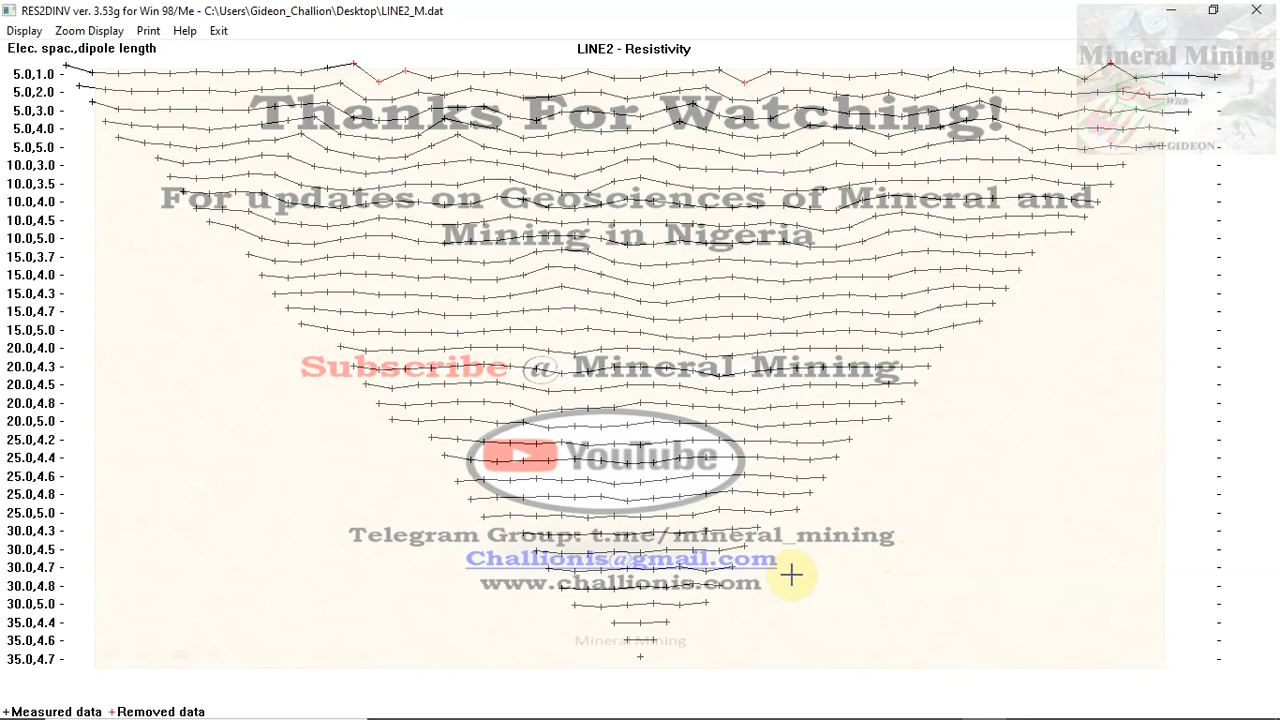 RES2DINV ver. 3.53g for Win 98/Me - C:\Users\Gideon_Challion\Desktop\LINE2_M.dat
Display Zoom Display Print Help Exit
Elec. spac.,dipole length
LINE2 - Resistivity
Mineral Mining
With
NG GIDEON
5.0,1.0
5.0,2.0
5.0,3.0
5.0,4.0
5.0,5.0
10.0,3.0
10.0,3.5
10.0,4.0
10.0,4.5
10.0,5.0
15.0,3.7
15.0,4.0
15.0,4.3
15.0,4.7
15.0,5.0
20.0,4.0
20.0,4.3
20.0,4.5
20.0,4.8
20.0,5.0
25.0,4.2
25.0,4.4
25.0,4.6
25.0,4.8
25.0,5.0
30.0,4.3
30.0,4.5
30.0,4.7
30.0,4.8
30.0,5.0
35.0,4.4
35.0,4.6
35.0,4.7
Thanks For Watching!
For updates on Geosciences of Mineral and
Mining in Nigeria
Subscribe @ Mineral Mining
YouTube
Telegram Group: t.me/mineral_mining
Challionis@gmail.com
www.challionis.com
Mineral Mining
+Measured data +Removed data